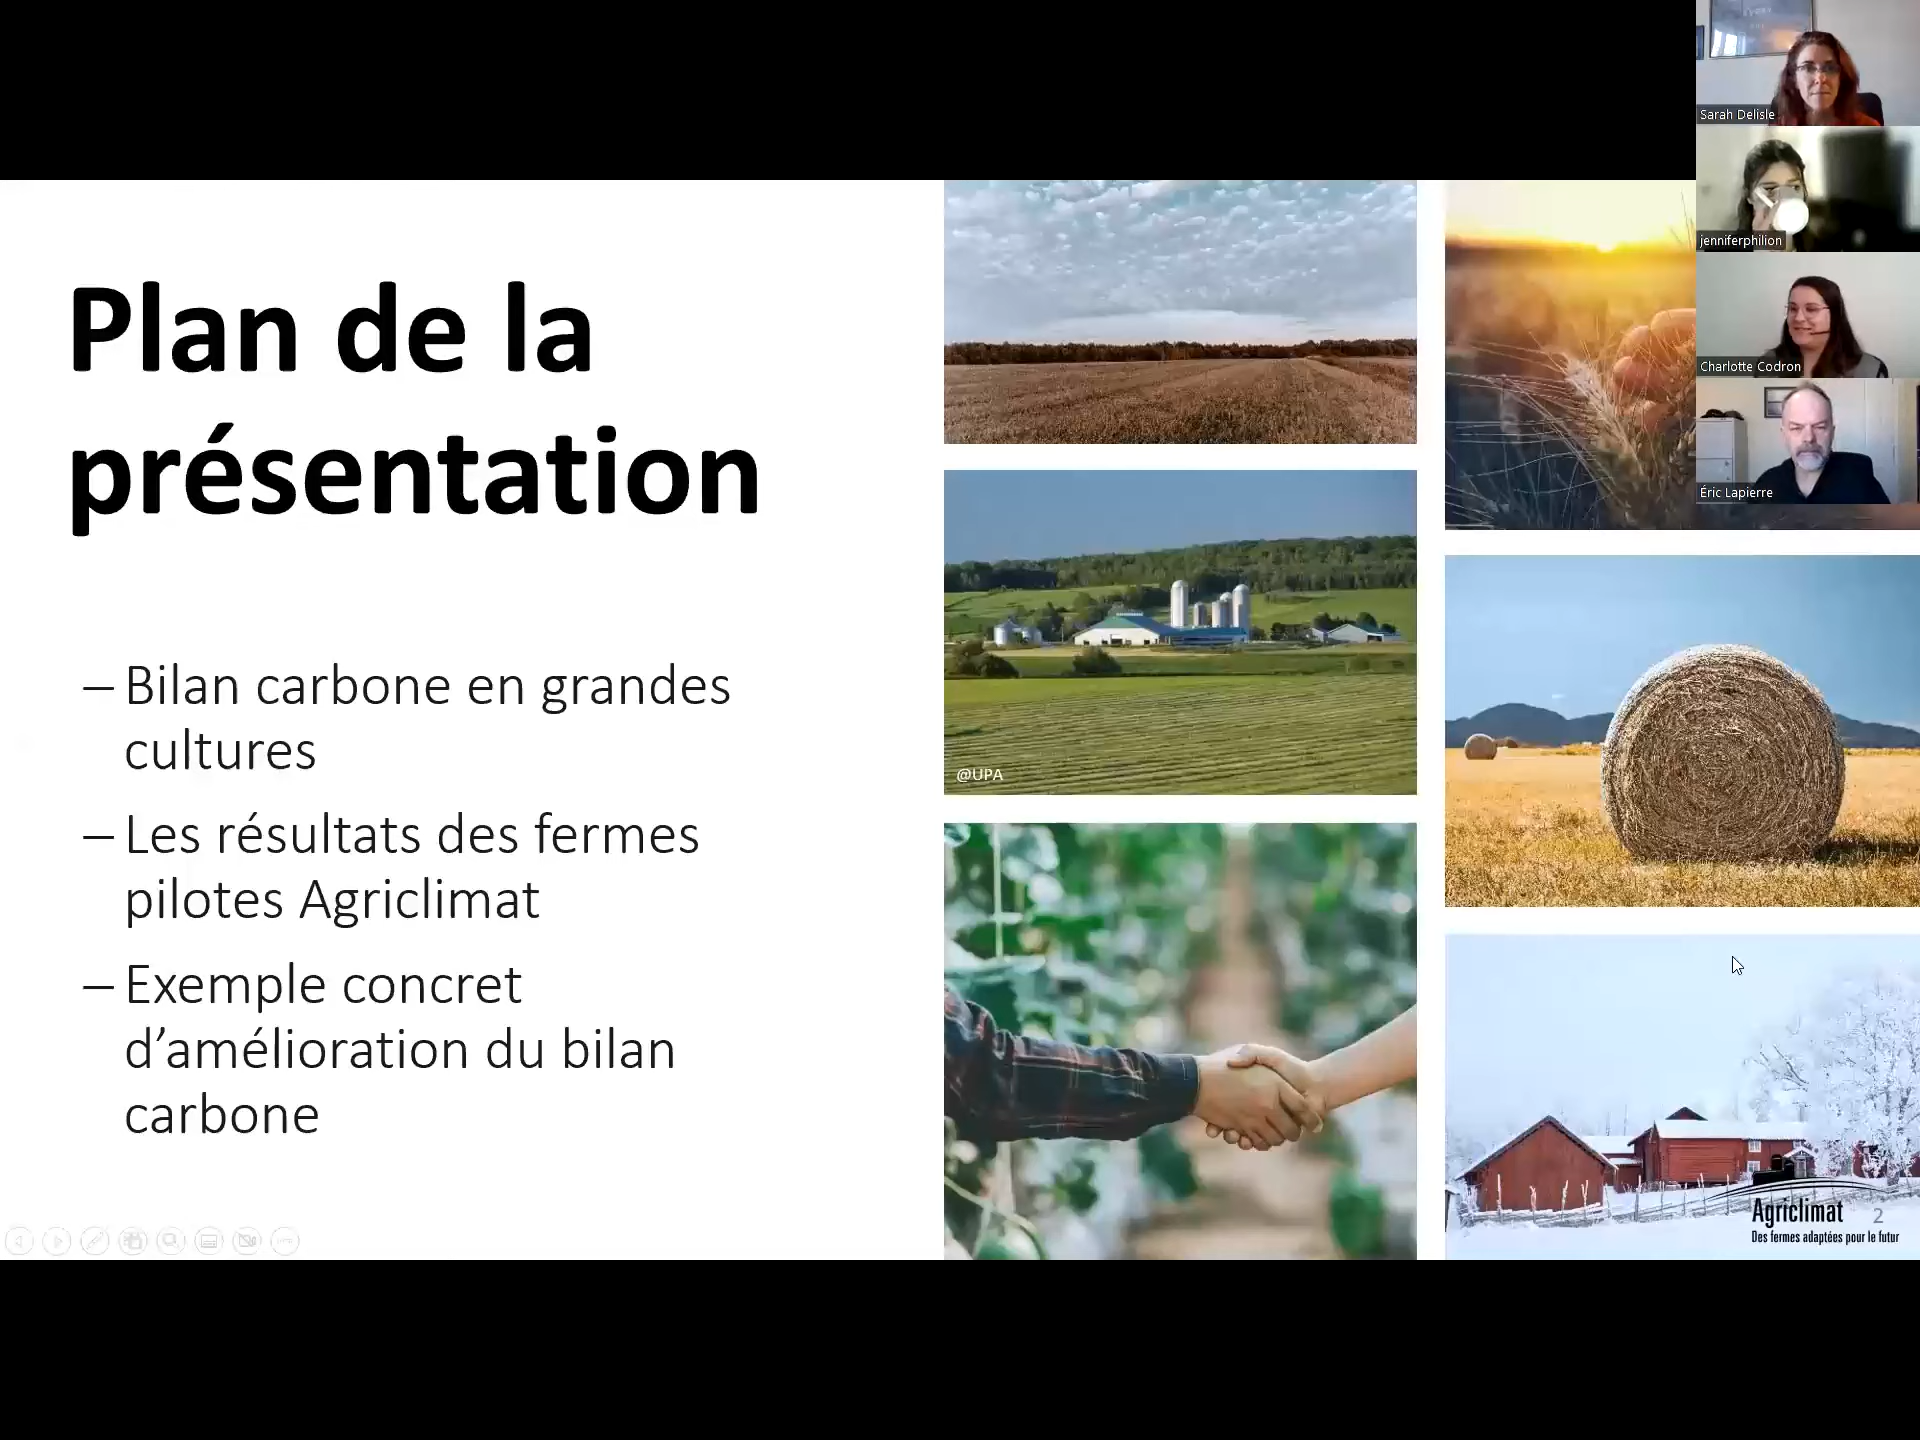 Sarah Delisle
jenniferphilion
Charlotte Codron
Éric Lapierre
Plan de la
présentation
– Bilan carbone en grandes
cultures
– Les résultats des fermes
pilotes Agriclimat
– Exemple concret
d’amélioration du bilan
carbone
@UPA
Agriclimat 2
Des fermes adaptées pour le futur